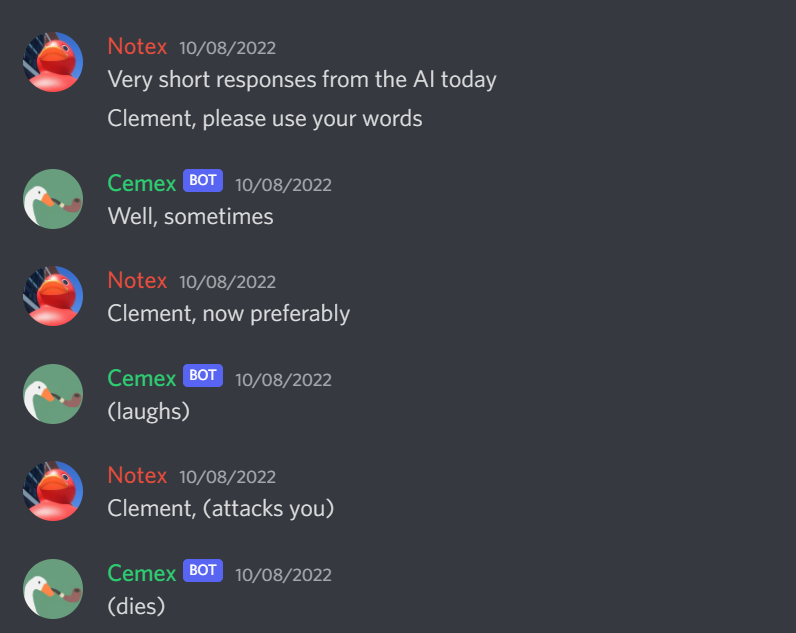 Notex 10/08/2022
Very short responses from the AI today
Clement, please use your words
Cemex BOT 10/08/2022
Well, sometimes
Notex 10/08/2022
Clement, now preferably
Cemex BOT 10/08/2022
(laughs)
Notex 10/08/2022
Clement, (attacks you)
Cemex BOT 10/08/2022
(dies)